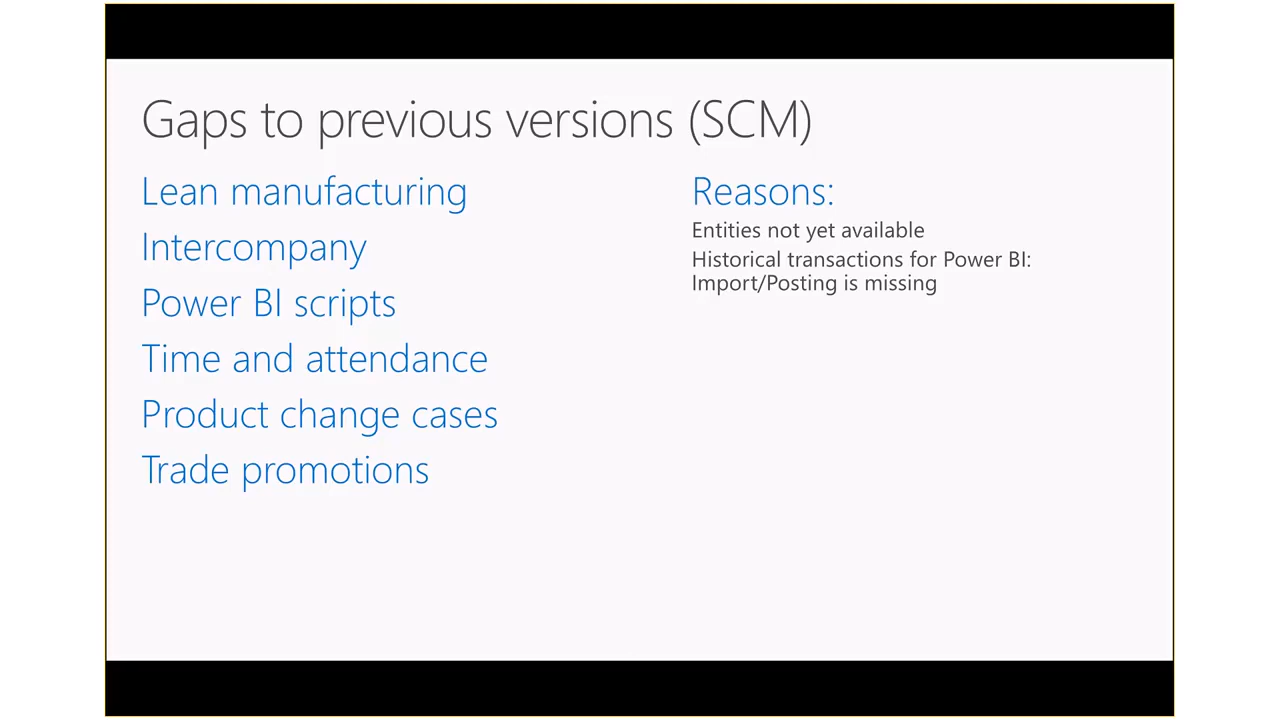 Gaps to previous versions (SCM)
Lean manufacturing
Intercompany
Power BI scripts
Time and attendance
Product change cases
Trade promotions
Reasons:
Entities not yet available
Historical transactions for Power BI:
Import/Posting is missing